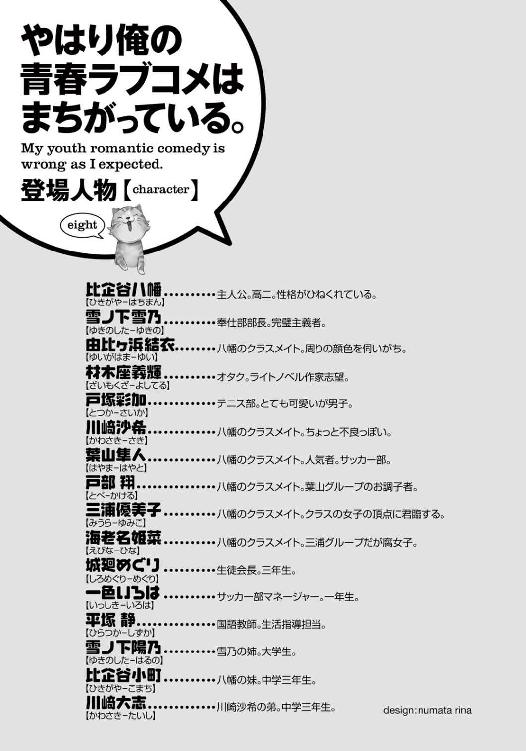 やはり俺の
青春ラブコメは
まちがっている。
My youth romantic comedy is
wrong as I expected.
登場人物【character】
eight
比企谷八幡··········主人公。高二。性格がひねくれている。
【ひきがや−はちまん】
雪ノ下雪乃··········奉仕部部長。完璧主義者。
【ゆきのした−ゆきの】
由比ヶ浜結衣········八幡のクラスメイト。周りの顔色を伺いがち。
【ゆいがはま−ゆい】
材木座義輝··········オタク。ライトノベル作家志望。
【ざいもくざ−よしてる】
戸塚彩加············テニス部。とても可愛いが男子。
【とつか−さいか】
川﨑沙希············八幡のクラスメイト。ちょっと不良っぽい。
【かわさき−さき】
葉山隼人············八幡のクラスメイト。人気者。サッカー部。
【はやま−はやと】
戸部 翔·············八幡のクラスメイト。葉山グループのお調子者。
【とべ−かける】
三浦優美子··········八幡のクラスメイト。クラスの女子の頂点に君臨する。
【みうら−ゆみこ】
海老名姫菜··········八幡のクラスメイト。三浦グループだが腐女子。
【えびな−ひな】
城廻めぐり··········生徒会長。三年生。
【しろめぐり−めぐり】
一色いろは··········サッカー部マネージャー。一年生。
【いっしき−いろは】
平塚 静·············国語教師。生活指導担当。
【ひらつか−しずか】
雪ノ下陽乃··········雪乃の姉。大学生。
【ゆきのした−はるの】
比企谷小町··········八幡の妹。中学三年生。
【ひきがや−こまち】
川﨑大志············川﨑沙希の弟。中学三年生。
【かわさき−たいし】
design:numata rina